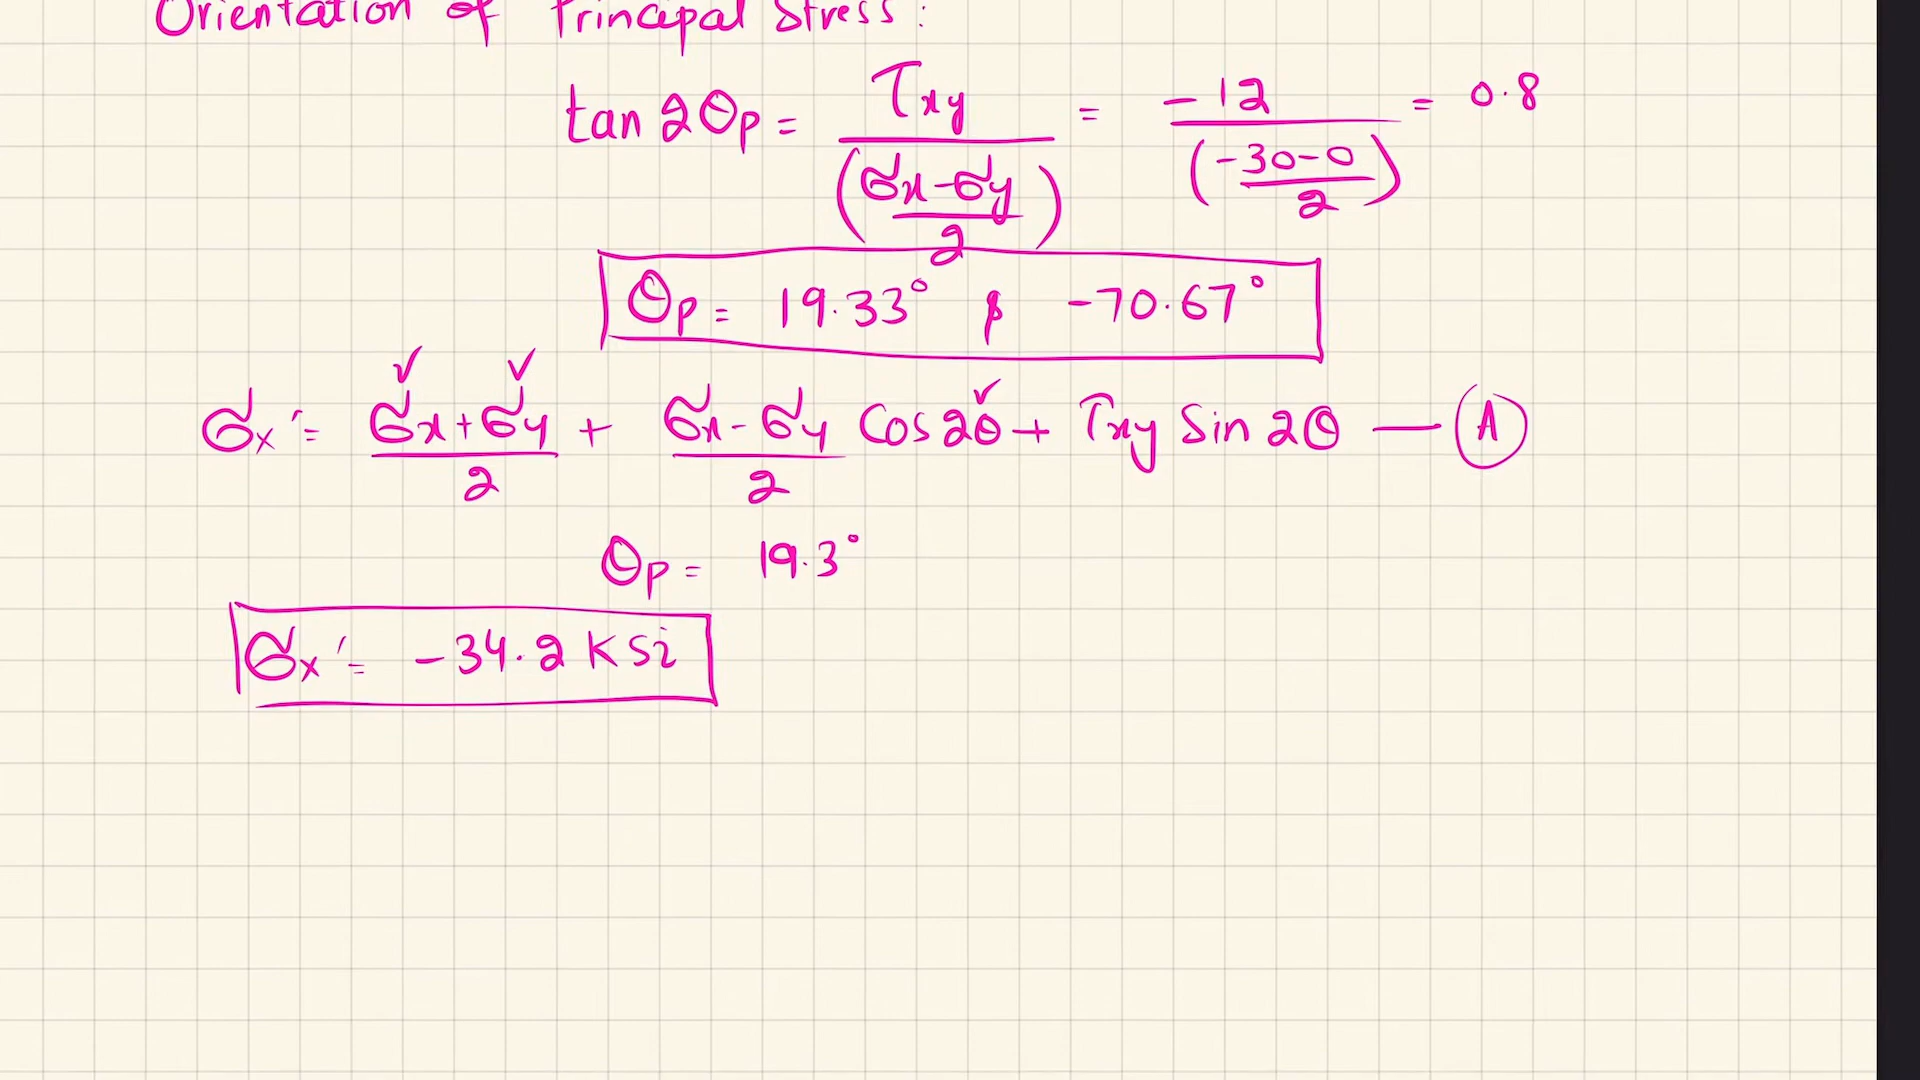 Orientation of Principal Stress:
tan 2θp = τxy / ((σx-σy)/2) = -12 / ((-30-0)/2) = 0.8
θp = 19.33° & -70.67°
σx' = (σx+σy)/2 + (σx-σy)/2 Cos 2θ + τxy Sin 2θ — (A)
θp = 19.3°
σx' = -34.2 Ksi